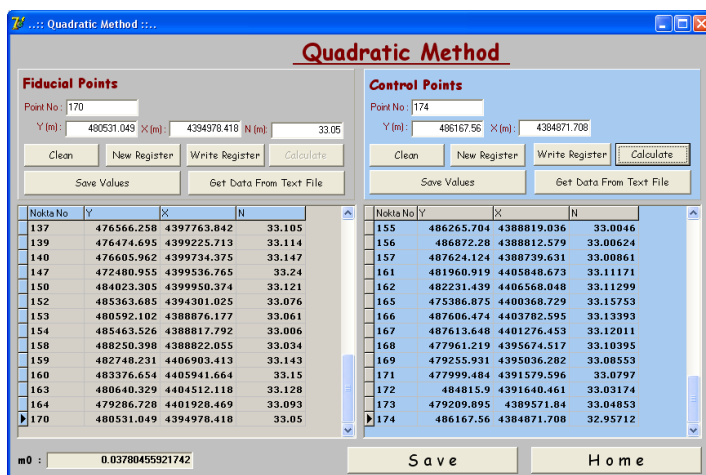 ..:: Quadratic Method ::..
Quadratic Method
Fiducial Points
Point No : 170
Y (m) : 480531.049 X (m) : 4394978.418 N (m): 33.05
Clean New Register Write Register Calculate
Save Values Get Data From Text File
Nokta No Y X N
137 476566.258 4397763.842 33.105
139 476474.695 4399225.713 33.114
140 476605.962 4399734.375 33.147
147 472480.955 4399536.765 33.24
150 484023.305 4399950.374 33.121
152 485363.685 4394301.025 33.076
153 480592.102 4388876.177 33.061
154 485463.526 4388817.792 33.006
158 488250.398 4388822.055 33.034
159 482748.231 4406903.413 33.143
160 483376.654 4405941.664 33.15
163 480640.329 4404512.118 33.128
164 479286.728 4401928.469 33.093
170 480531.049 4394978.418 33.05
Control Points
Point No : 174
Y (m) : 486167.56 X (m) : 4384871.708
Clean New Register Write Register Calculate
Save Values Get Data From Text File
Nokta No Y X N
155 486265.704 4388819.036 33.0046
156 486872.28 4388812.579 33.00624
157 487624.124 4388739.631 33.00861
161 481960.919 4405848.673 33.11171
162 482231.439 4406568.048 33.11299
165 475386.875 4400368.729 33.15753
166 487606.474 4403782.595 33.13393
167 487613.648 4401276.453 33.12011
168 477961.219 4395674.517 33.10395
169 479255.931 4395036.282 33.08553
171 477999.484 4391579.596 33.0797
172 484815.9 4391640.461 33.03174
173 479209.895 4389571.84 33.04853
174 486167.56 4384871.708 32.95712
m0 : 0.03780455921742
Save Home